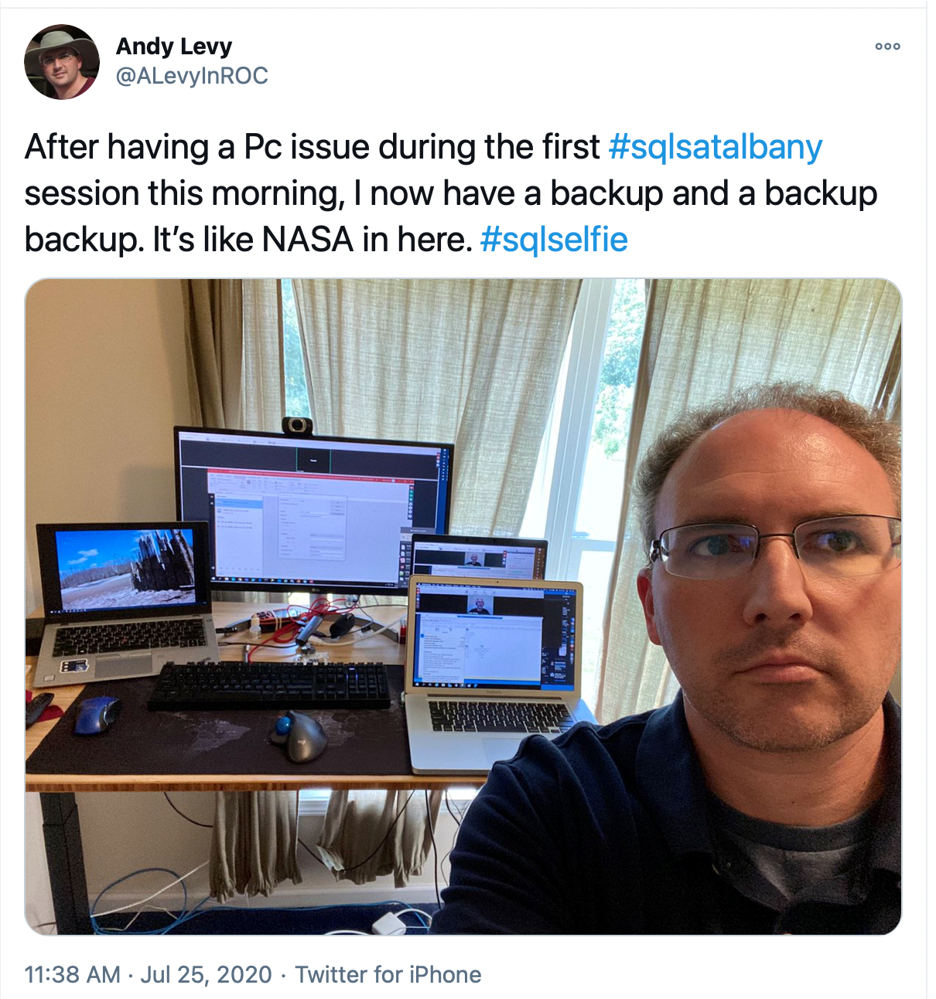 Andy Levy
@ALevyInROC
After having a Pc issue during the first #sqlsatalbany
session this morning, I now have a backup and a backup
backup. It’s like NASA in here. #sqlselfie
11:38 AM · Jul 25, 2020 · Twitter for iPhone